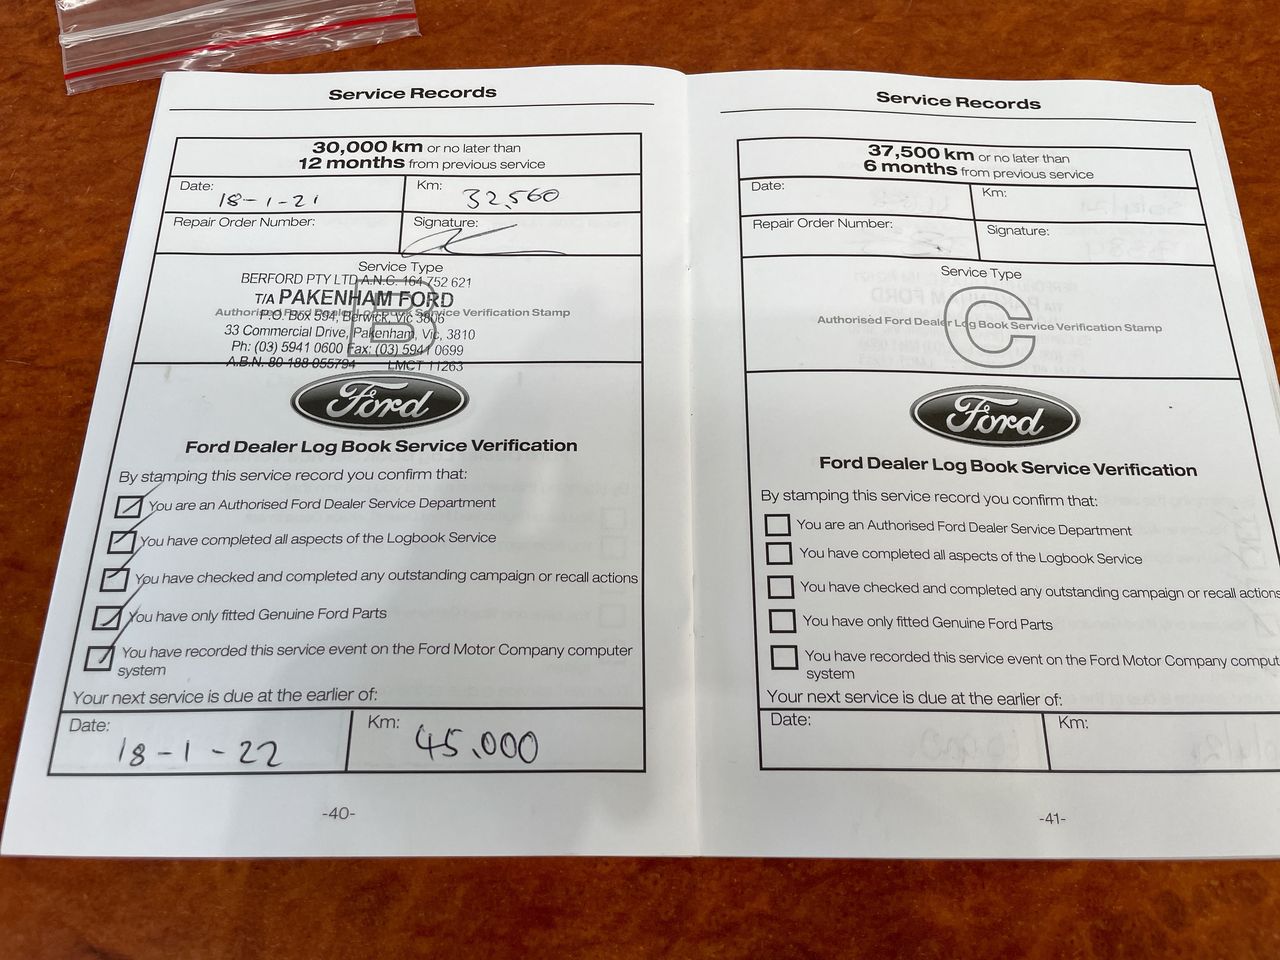 Service Records
30,000 km or no later than
12 months from previous service
Date:
18-1-21
Km:
32,560
Repair Order Number:
Signature:
Service Type
B
Authorised Ford Dealer Log Book Service Verification Stamp
BERFORD PTY LTD A.N.C. 164 752 621
T/A PAKENHAM FORD
P.O. Box 594, Berwick, Vic 3806
33 Commercial Drive, Pakenham, Vic, 3810
Ph: (03) 5941 0600 Fax: (03) 5941 0699
A.B.N. 80 188 055794 LMCT 11263
Ford
Ford Dealer Log Book Service Verification
By stamping this service record you confirm that:
You are an Authorised Ford Dealer Service Department
You have completed all aspects of the Logbook Service
You have checked and completed any outstanding campaign or recall actions
You have only fitted Genuine Ford Parts
You have recorded this service event on the Ford Motor Company computer
system
Your next service is due at the earlier of:
Date:
18-1-22
Km:
45,000
-40-
Service Records
37,500 km or no later than
6 months from previous service
Date:
Km:
Repair Order Number:
Signature:
Service Type
C
Authorised Ford Dealer Log Book Service Verification Stamp
Ford
Ford Dealer Log Book Service Verification
By stamping this service record you confirm that:
You are an Authorised Ford Dealer Service Department
You have completed all aspects of the Logbook Service
You have checked and completed any outstanding campaign or recall actions
You have only fitted Genuine Ford Parts
You have recorded this service event on the Ford Motor Company comput
system
Your next service is due at the earlier of:
Date:
Km:
-41-